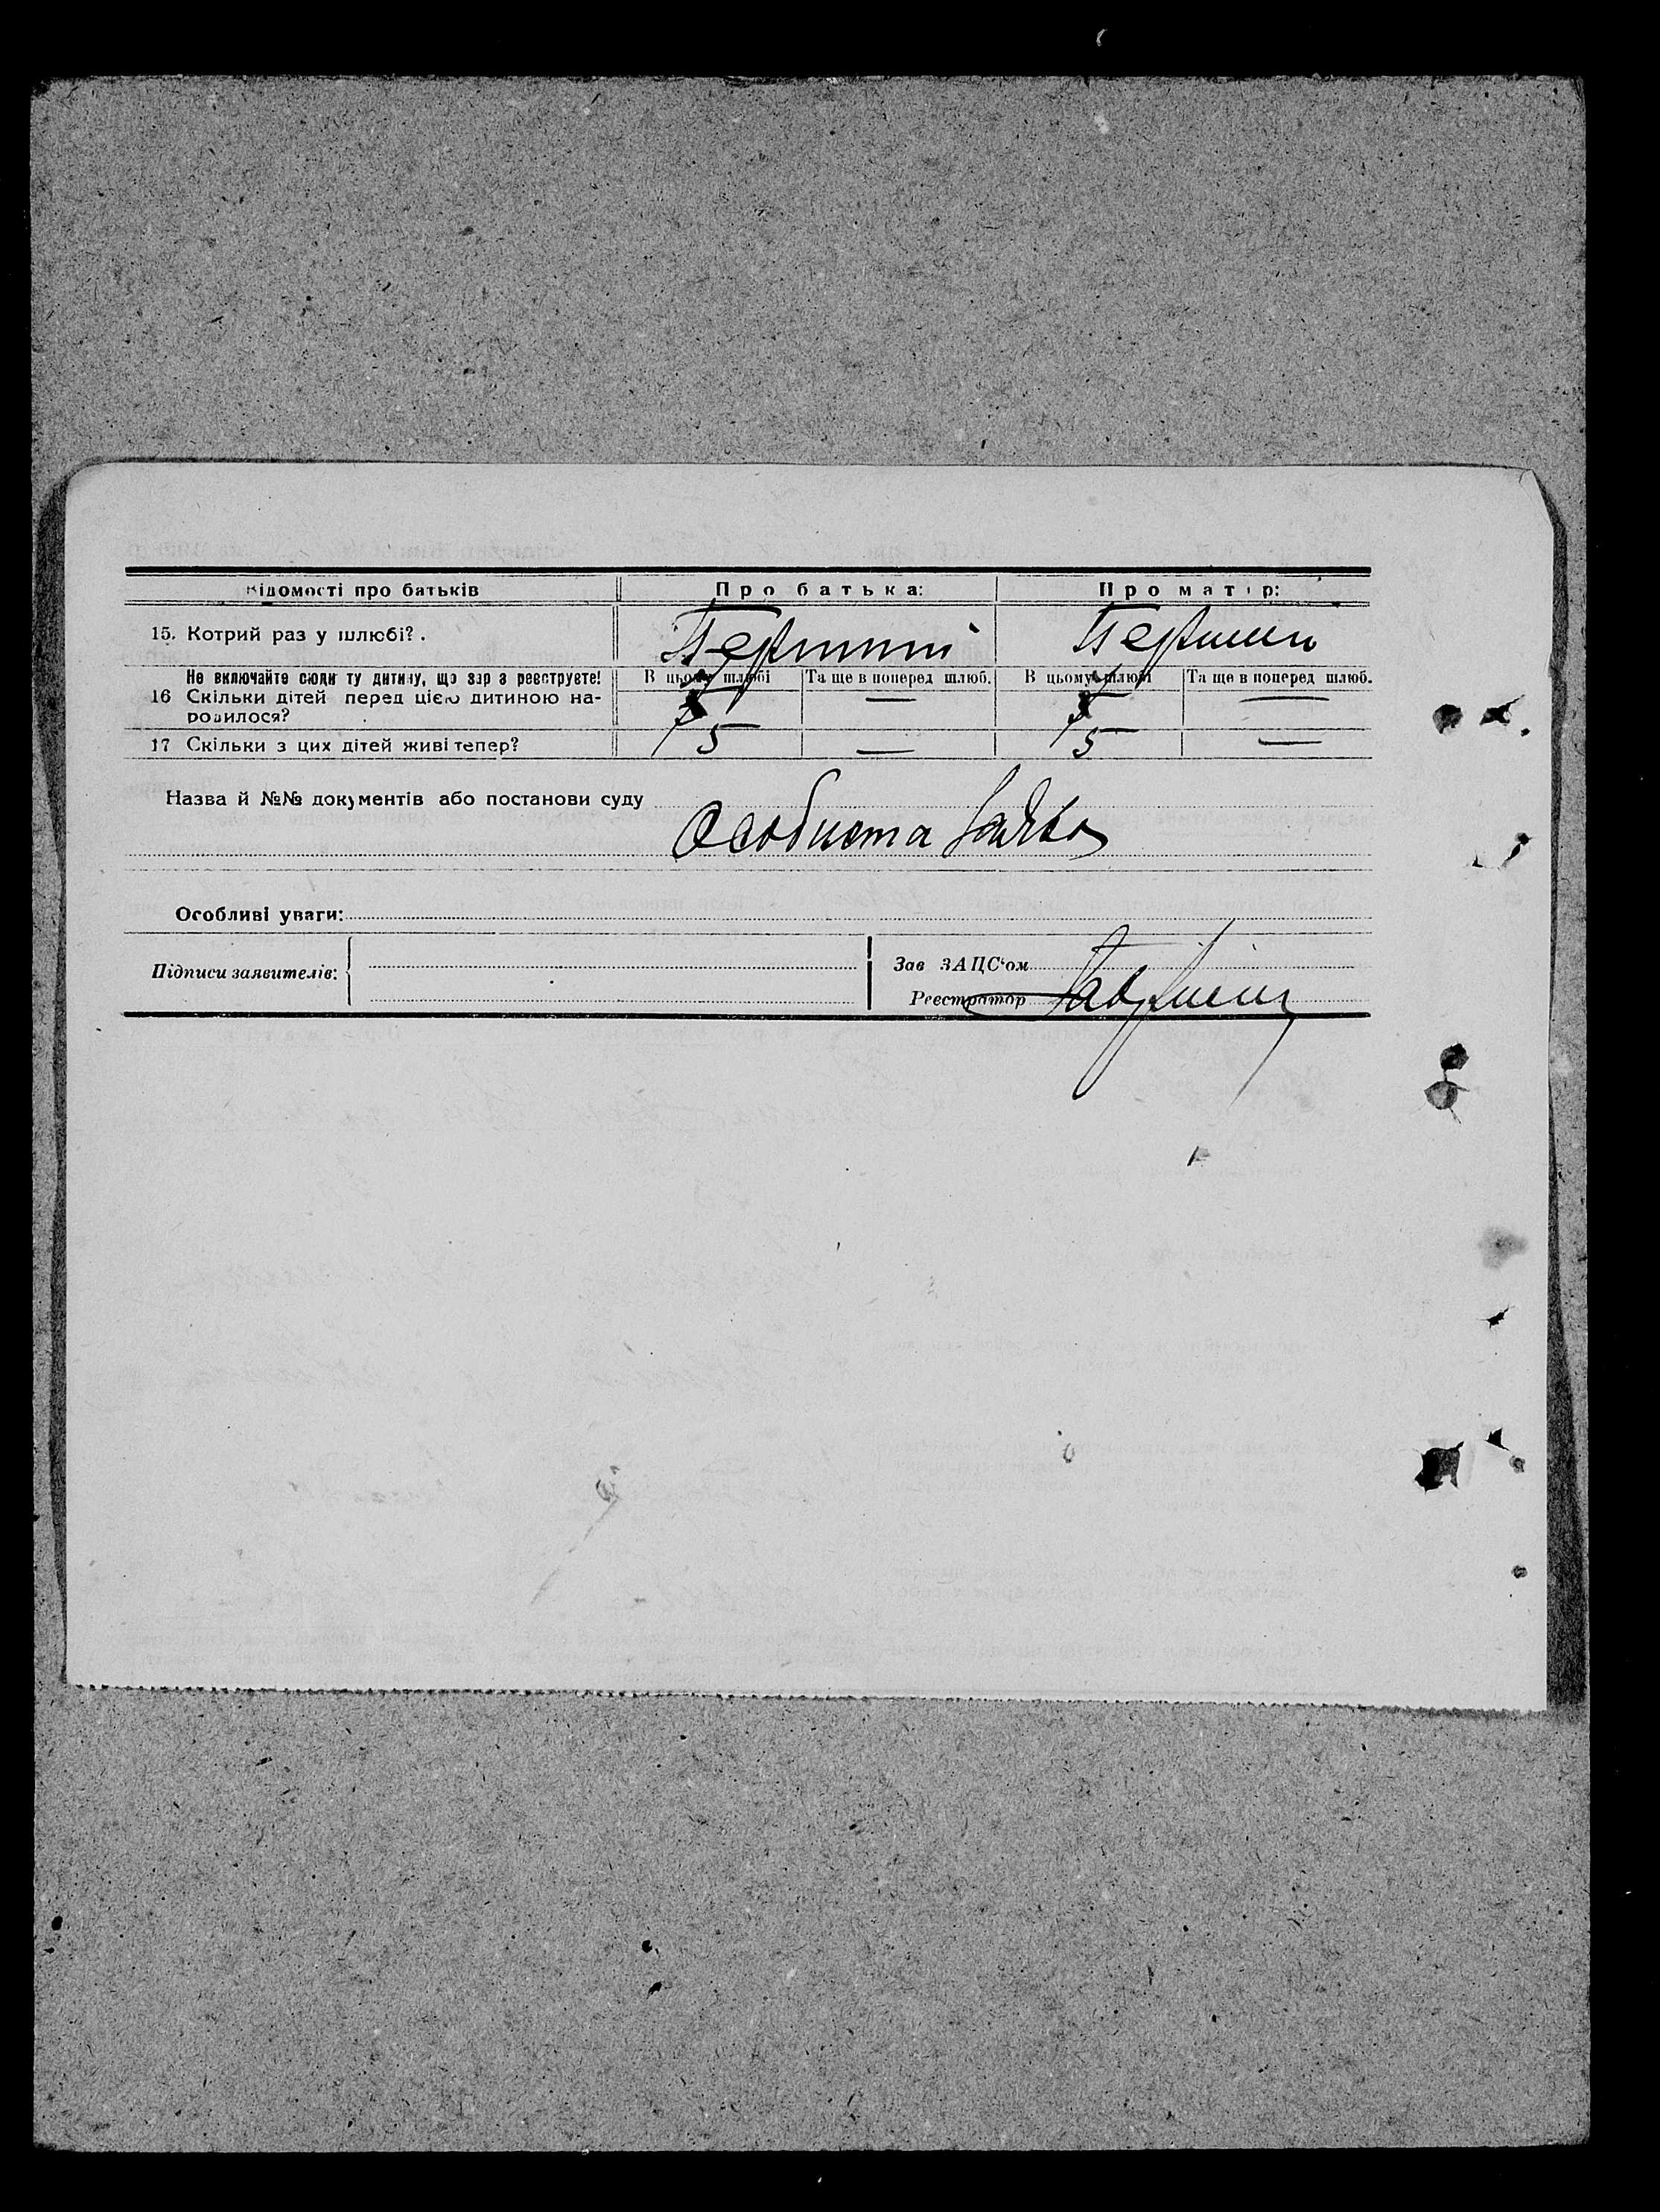 Відомості про батьків Про батька: Про матір:
15. Котрий раз у шлюбі? . Перший Перший
Не включайте сюди ту дитину, що зараз реєструєте! В цьому шлюбі Та ще в поперед шлюб. В цьому шлюбі Та ще в поперед шлюб.
16 Скільки дітей перед цією дитиною на-
родилося? — —
17 Скільки з цих дітей живі тепер? 5 — 5 —
Назва й №№ документів або постанови суду
Особиста заява
Особливі уваги:
Підписи заявителів:
Зав ЗАЦС'ом
Реєстратор